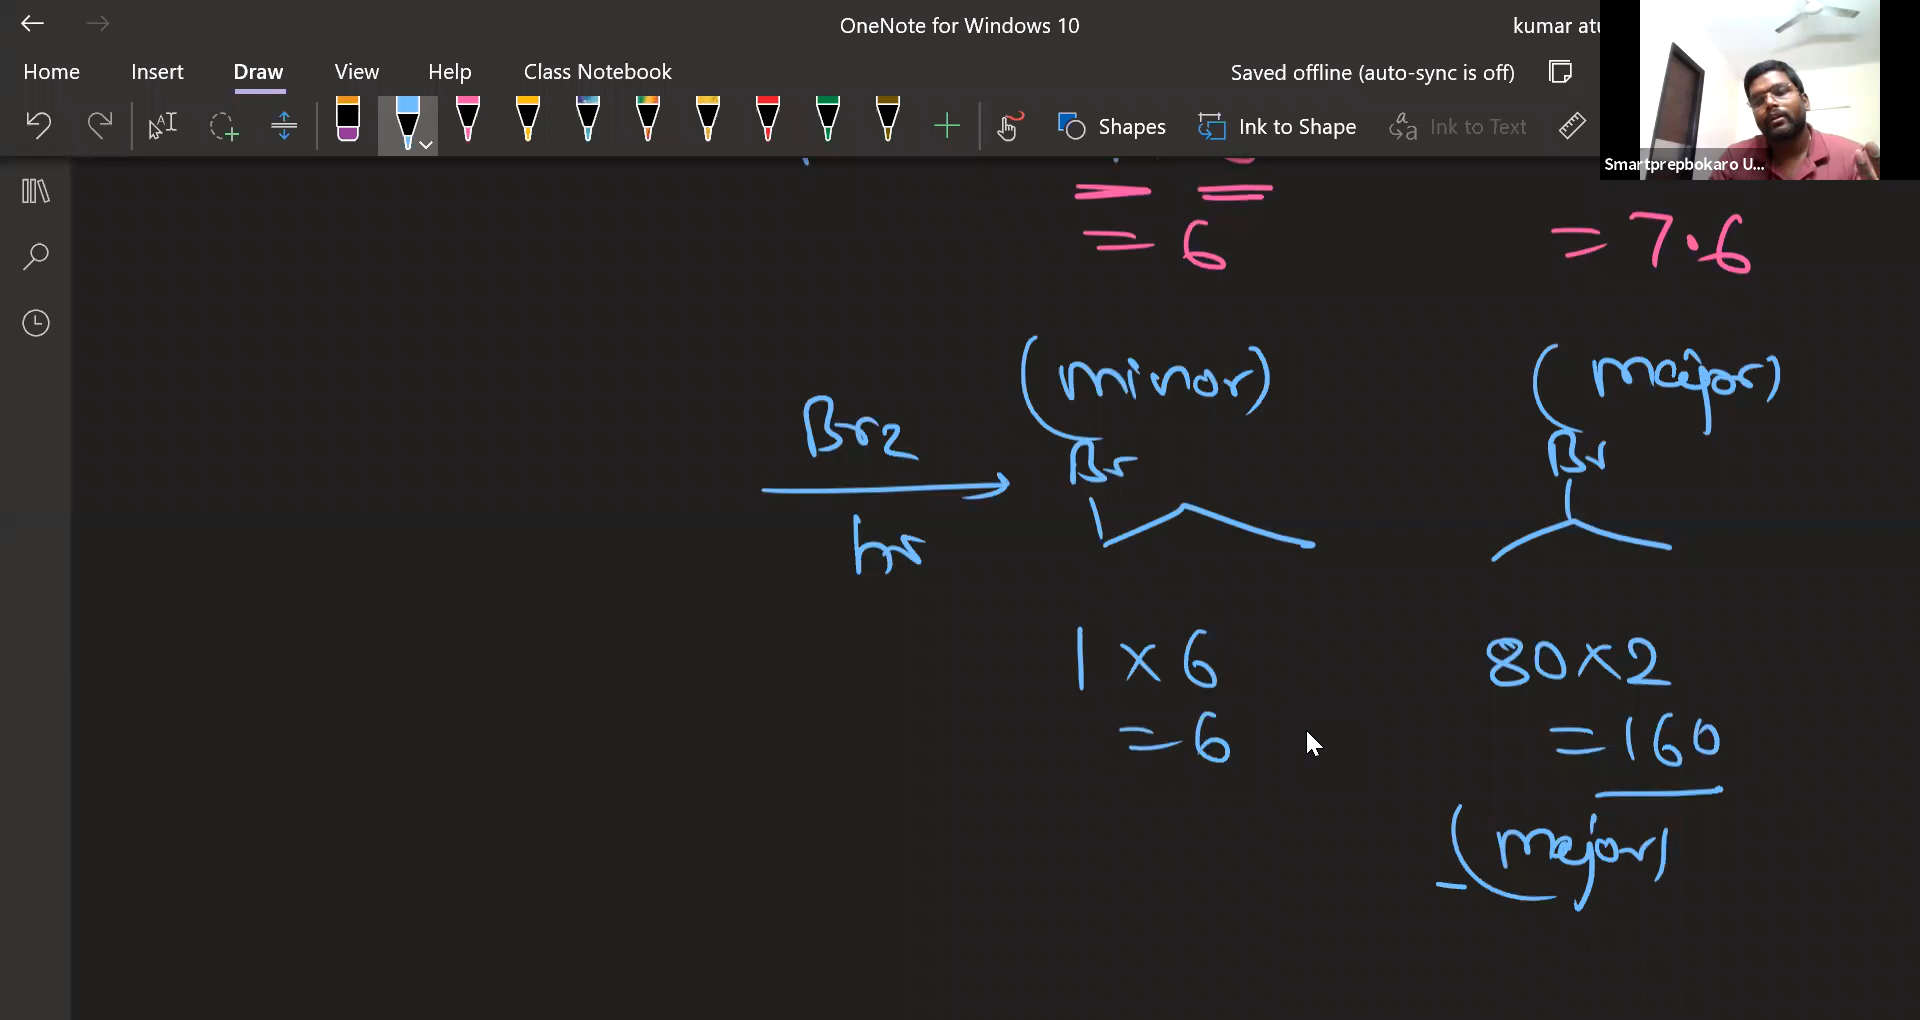 OneNote for Windows 10
kumar atu
Home Insert Draw View Help Class Notebook
Saved offline (auto-sync is off)
Shapes Ink to Shape Ink to Text
Smartprepbokaro U...
= 6
= 7.6
(minor)
(major)
Br2
hν
Br
Br
1 × 6
= 6
80×2
= 160
(major)